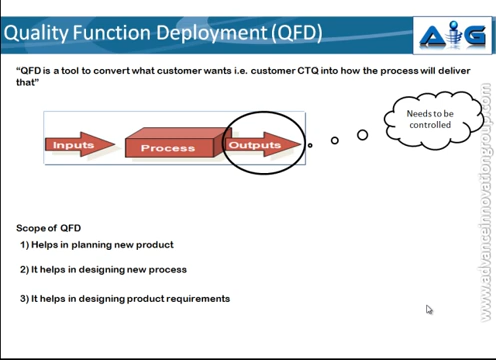 Quality Function Deployment (QFD)
AiG
“QFD is a tool to convert what customer wants i.e. customer CTQ into how the process will deliver
that”
Needs to be
controlled
Inputs
Process
Outputs
Scope of QFD
1) Helps in planning new product
2) It helps in designing new process
3) It helps in designing product requirements
www.advanceinnovationgroup.com